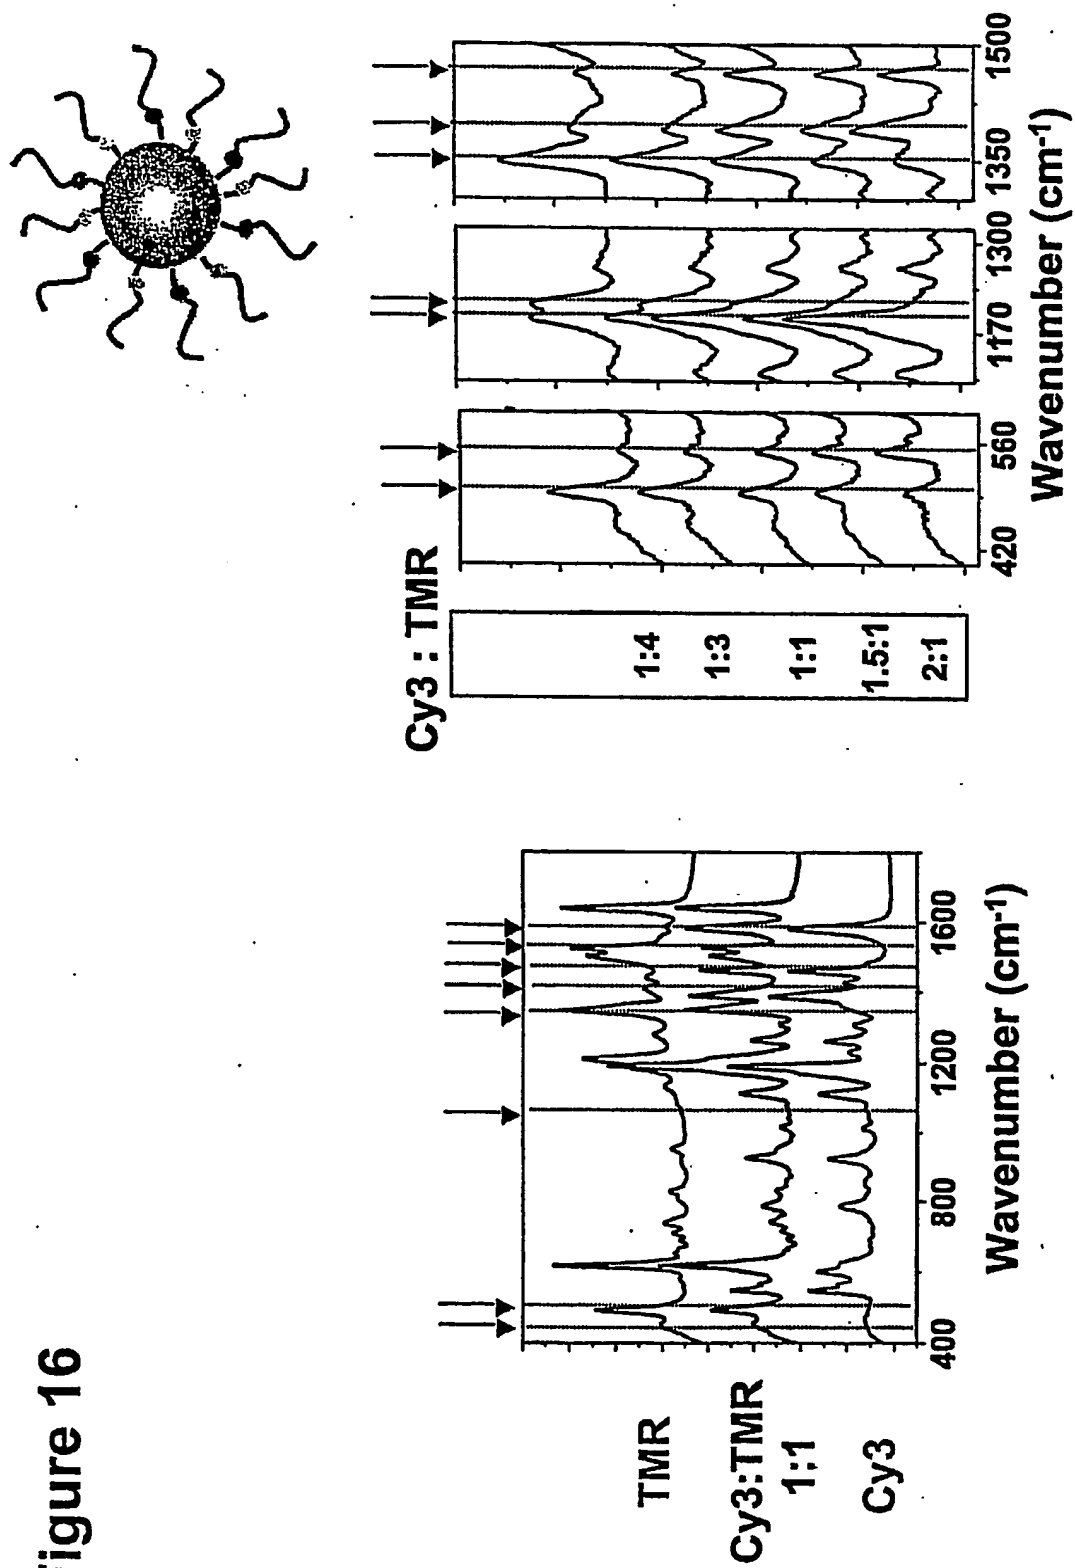 Figure 16
TMR
Cy3:TMR
1:1
Cy3
400 800 1200 1600
Wavenumber (cm-1)
Cy3 : TMR
1:4
1:3
1:1
1.5:1
2:1
420 560 1170 1300 1350 1500
Wavenumber (cm-1)